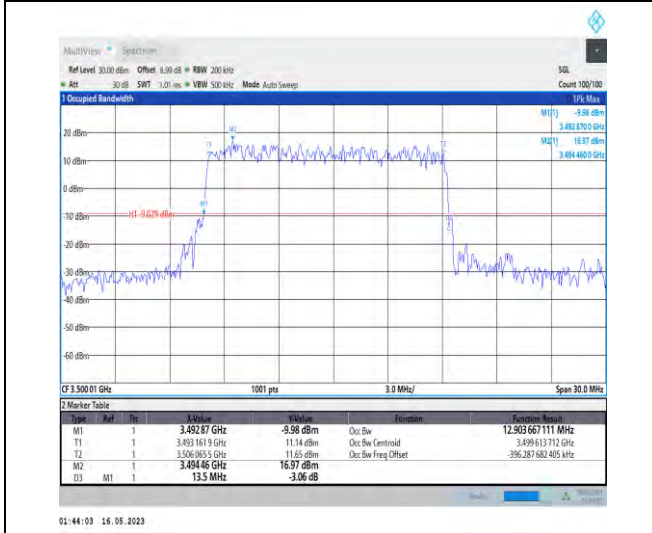 MultiView Spectrum
Ref Level 30.00 dBm Offset 8.99 dB RBW 200 kHz SGL
Att 30 dB SWT 1.01 ms VBW 500 kHz Mode Auto Sweep Count 100/100
1 Occupied Bandwidth 1Pk Max
M1[1] -9.98 dBm
3.492 870 0 GHz
M2[1] 16.97 dBm
3.494 460 0 GHz
20 dBm
M2
T1 T2
10 dBm
0 dBm
M1
-10 dBm H1 -9.029 dBm
-20 dBm
-30 dBm
-40 dBm
-50 dBm
-60 dBm
CF 3.500 01 GHz 1001 pts 3.0 MHz/ Span 30.0 MHz
2 Marker Table
Type Ref Trc X-Value Y-Value Function Function Result
M1 1 3.492 87 GHz -9.98 dBm Occ Bw 12.903 667 111 MHz
T1 1 3.493 161 9 GHz 11.14 dBm Occ Bw Centroid 3.499 613 712 GHz
T2 1 3.506 065 5 GHz 11.65 dBm Occ Bw Freq Offset -396.287 682 405 kHz
M2 1 3.494 46 GHz 16.97 dBm
D3 M1 1 13.5 MHz -3.06 dB
01:44:03 16.05.2023